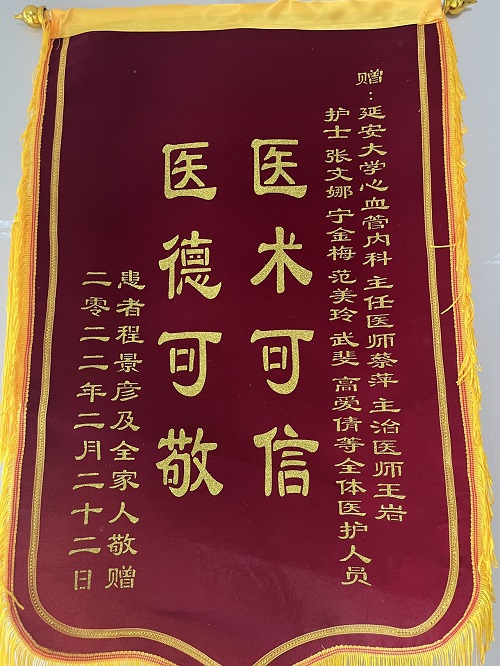 赠：延安大学心血管内科 主任医师蔡萍 主治医师王岩
护士 张文娜 宁金梅 范美玲 武斐 高爱倩等全体医护人员
医术可信
医德可敬
患者程景彦及全家人敬赠
二零二二年二月二十二日